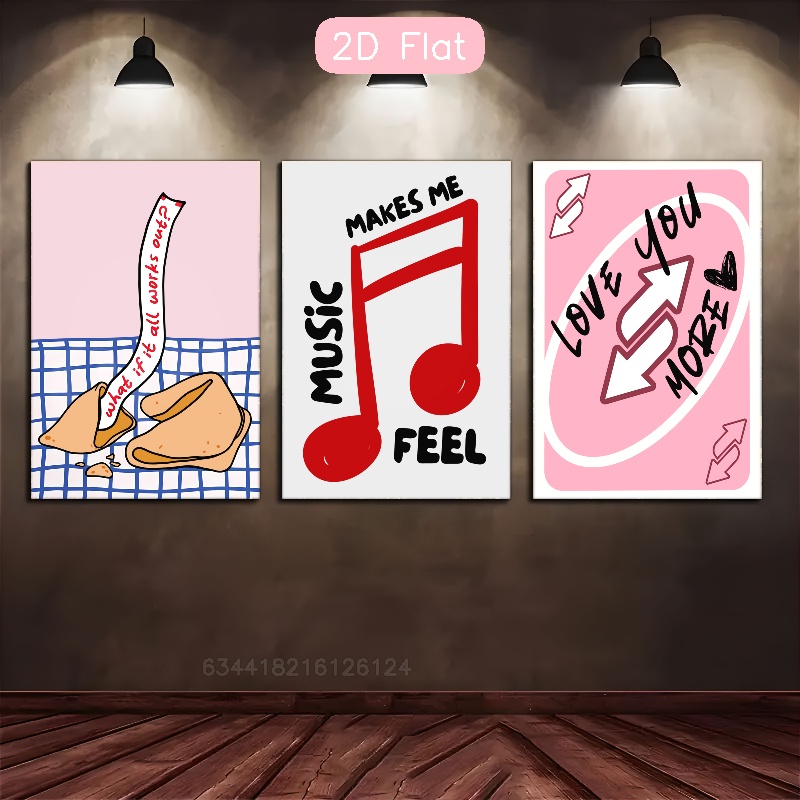 2D Flat
what if it all works out?
MUSIC
MAKES ME
FEEL
LOVE YOU
MORE
634418216126124